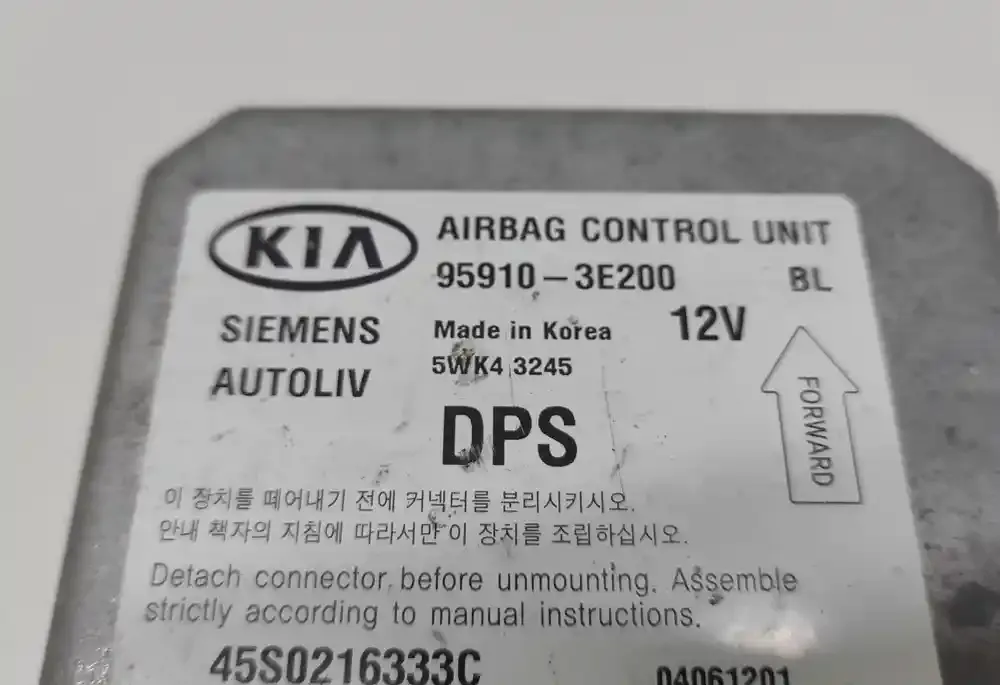 KIA AIRBAG CONTROL UNIT
95910-3E200 BL
SIEMENS Made in Korea 12V
AUTOLIV 5WK4 3245
DPS
FORWARD
이 장치를 떼어내기 전에 커넥터를 분리시키시오.
안내 책자의 지침에 따라서만 이 장치를 조립하십시오.
Detach connector before unmounting. Assemble
strictly according to manual instructions.
45S0216333C 04061201